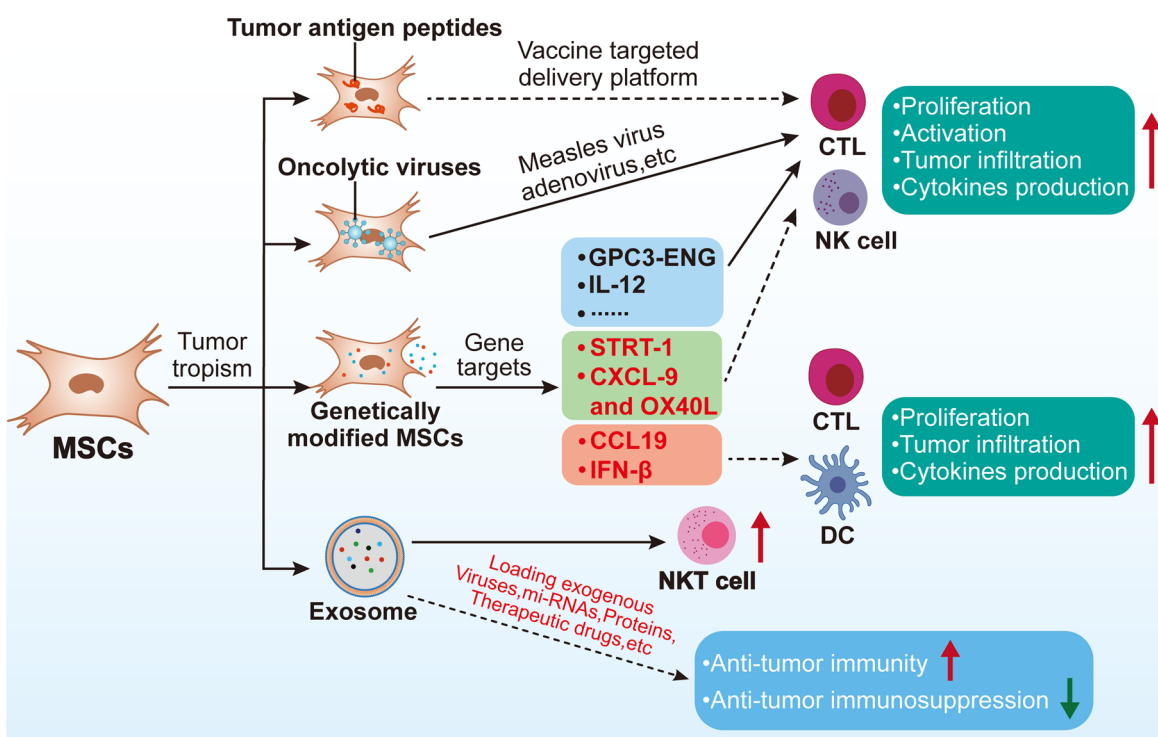 Tumor antigen peptides
Vaccine targeted
delivery platform
CTL
•Proliferation
•Activation
•Tumor infiltration
•Cytokines production
Oncolytic viruses
Measles virus
adenovirus,etc
NK cell
MSCs
Tumor
tropism
Genetically
modified MSCs
Gene
targets
•GPC3-ENG
•IL-12
•······
•STRT-1
•CXCL-9
and OX40L
•CCL19
•IFN-β
CTL
DC
•Proliferation
•Tumor infiltration
•Cytokines production
Exosome
NKT cell
Loading exogenous
Viruses,mi-RNAs,Proteins,
Therapeutic drugs,etc
•Anti-tumor immunity
•Anti-tumor immunosuppression